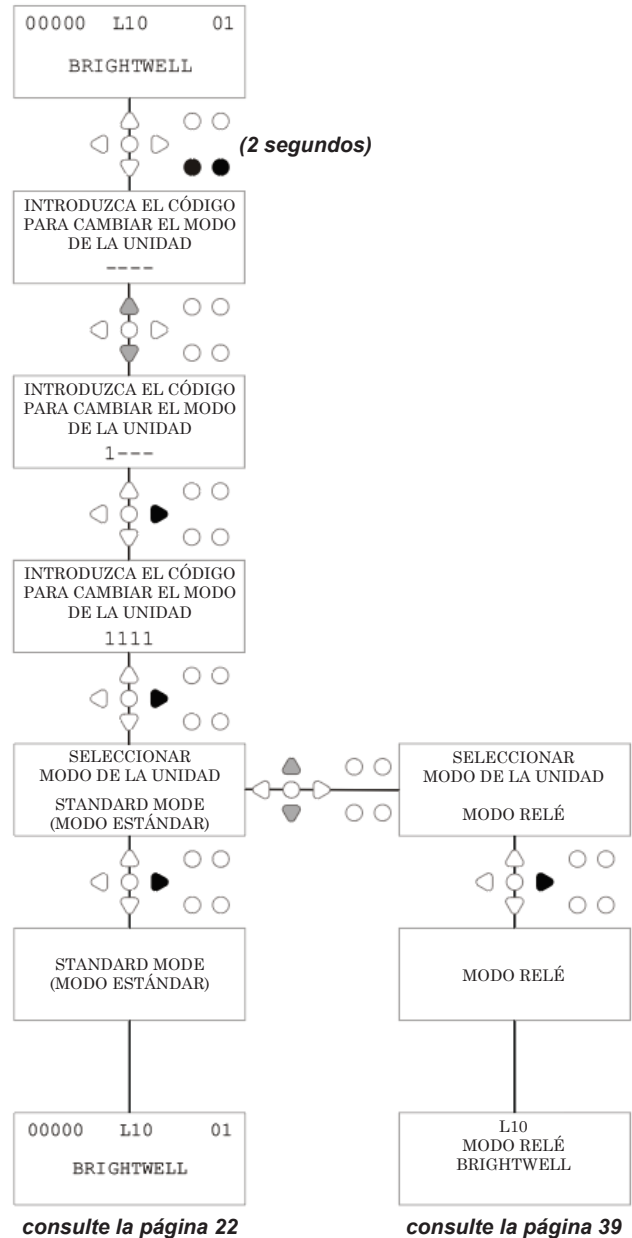 00000 L10 01
BRIGHTWELL
(2 segundos)
INTRODUZCA EL CÓDIGO
PARA CAMBIAR EL MODO
DE LA UNIDAD
----
INTRODUZCA EL CÓDIGO
PARA CAMBIAR EL MODO
DE LA UNIDAD
1---
INTRODUZCA EL CÓDIGO
PARA CAMBIAR EL MODO
DE LA UNIDAD
1111
SELECCIONAR
MODO DE LA UNIDAD
STANDARD MODE
(MODO ESTÁNDAR)
SELECCIONAR
MODO DE LA UNIDAD
MODO RELÉ
STANDARD MODE
(MODO ESTÁNDAR)
MODO RELÉ
00000 L10 01
BRIGHTWELL
L10
MODO RELÉ
BRIGHTWELL
consulte la página 22
consulte la página 39